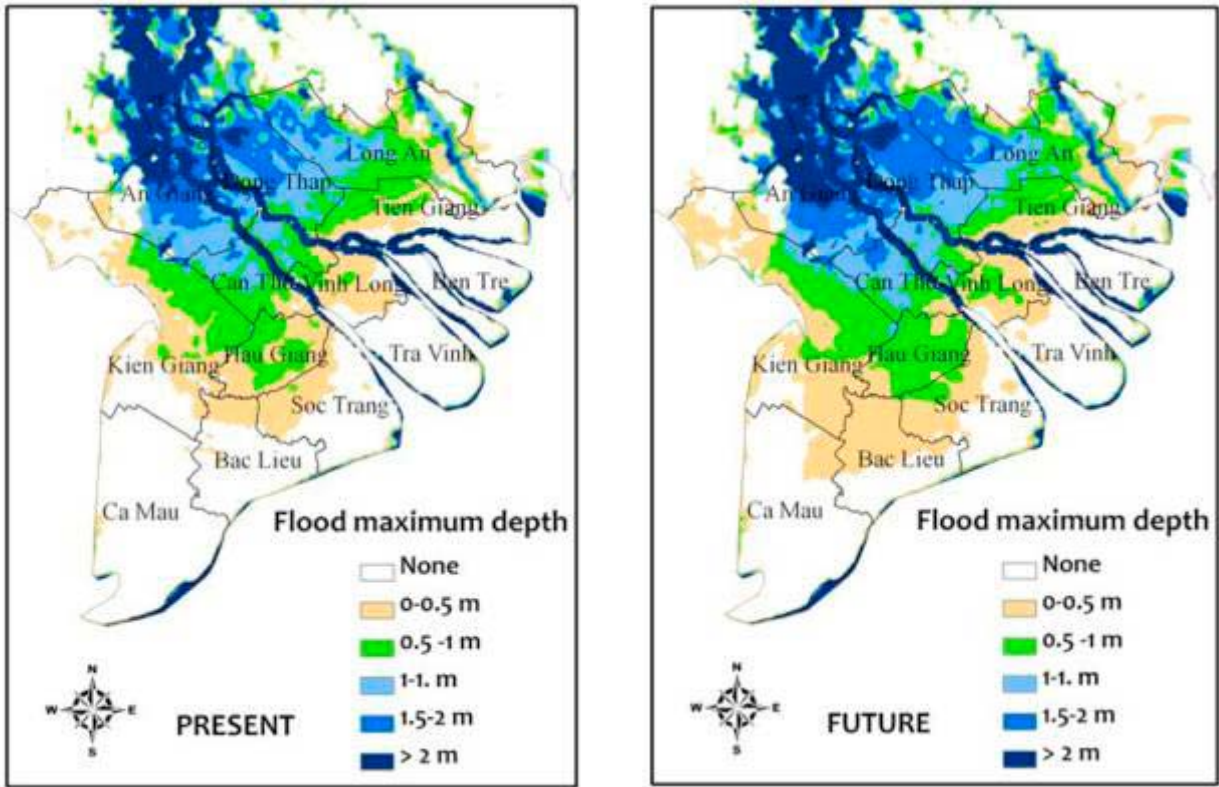 Long An
An Giang
Dong Thap
Tien Giang
Can Tho
Vinh Long
Ben Tre
Kien Giang
Hau Giang
Tra Vinh
Soc Trang
Bac Lieu
Ca Mau
Flood maximum depth
None
0-0.5 m
0.5 -1 m
1-1. m
1.5-2 m
> 2 m
N
W E
S
PRESENT
Long An
An Giang
Dong Thap
Tien Giang
Can Tho
Vinh Long
Ben Tre
Kien Giang
Hau Giang
Tra Vinh
Soc Trang
Bac Lieu
Ca Mau
Flood maximum depth
None
0-0.5 m
0.5 -1 m
1-1. m
1.5-2 m
> 2 m
N
W E
S
FUTURE